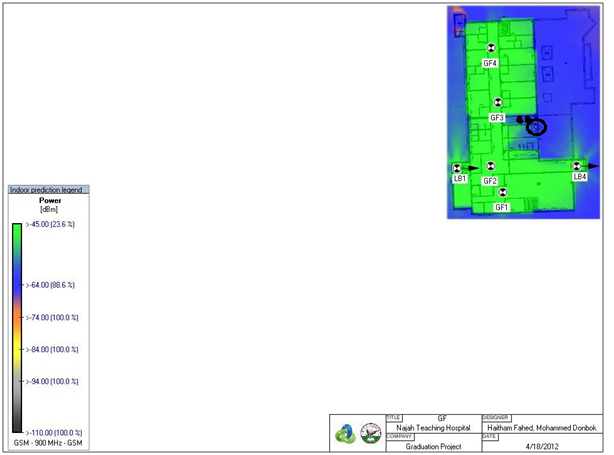 GF4
GF3
LB1
GF2
LB4
GF1
Indoor prediction legend
Power
[dBm]
>-45.00 (23.6 %)
>-64.00 (88.6 %)
>-74.00 (100.0 %)
>-84.00 (100.0 %)
>-94.00 (100.0 %)
>-110.00 (100.0 %)
GSM - 900 MHz - GSM
TITLE GF
Najah Teaching Hospital
DESIGNER
Haitham Fahed, Mohammed Donbok
COMPANY
Graduation Project
DATE
4/18/2012